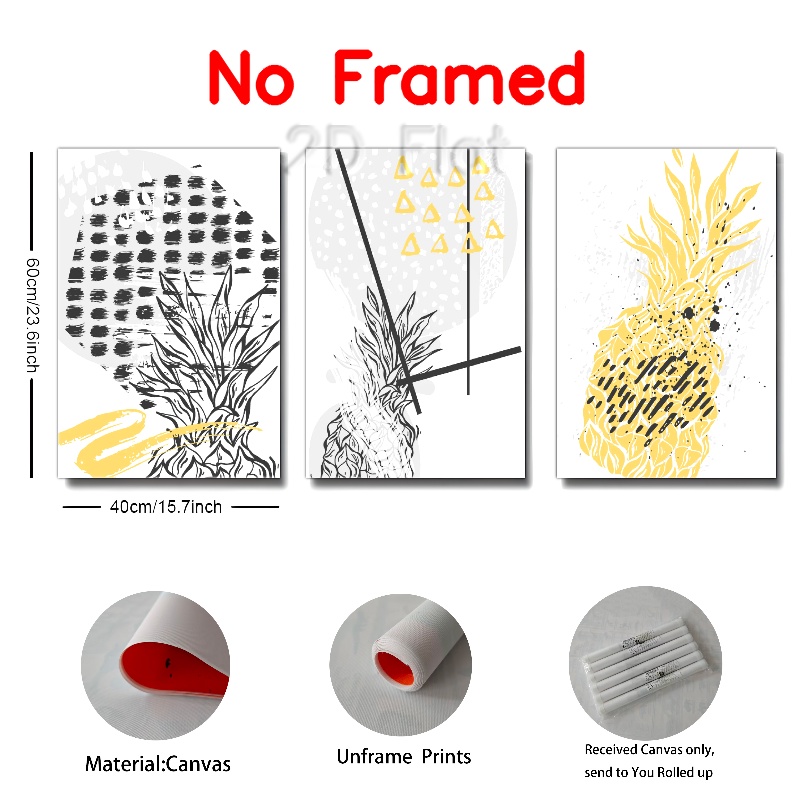 No Framed
2D Flat
60cm/23.6inch
40cm/15.7inch
Material:Canvas
Unframe Prints
Received Canvas only,
send to You Rolled up